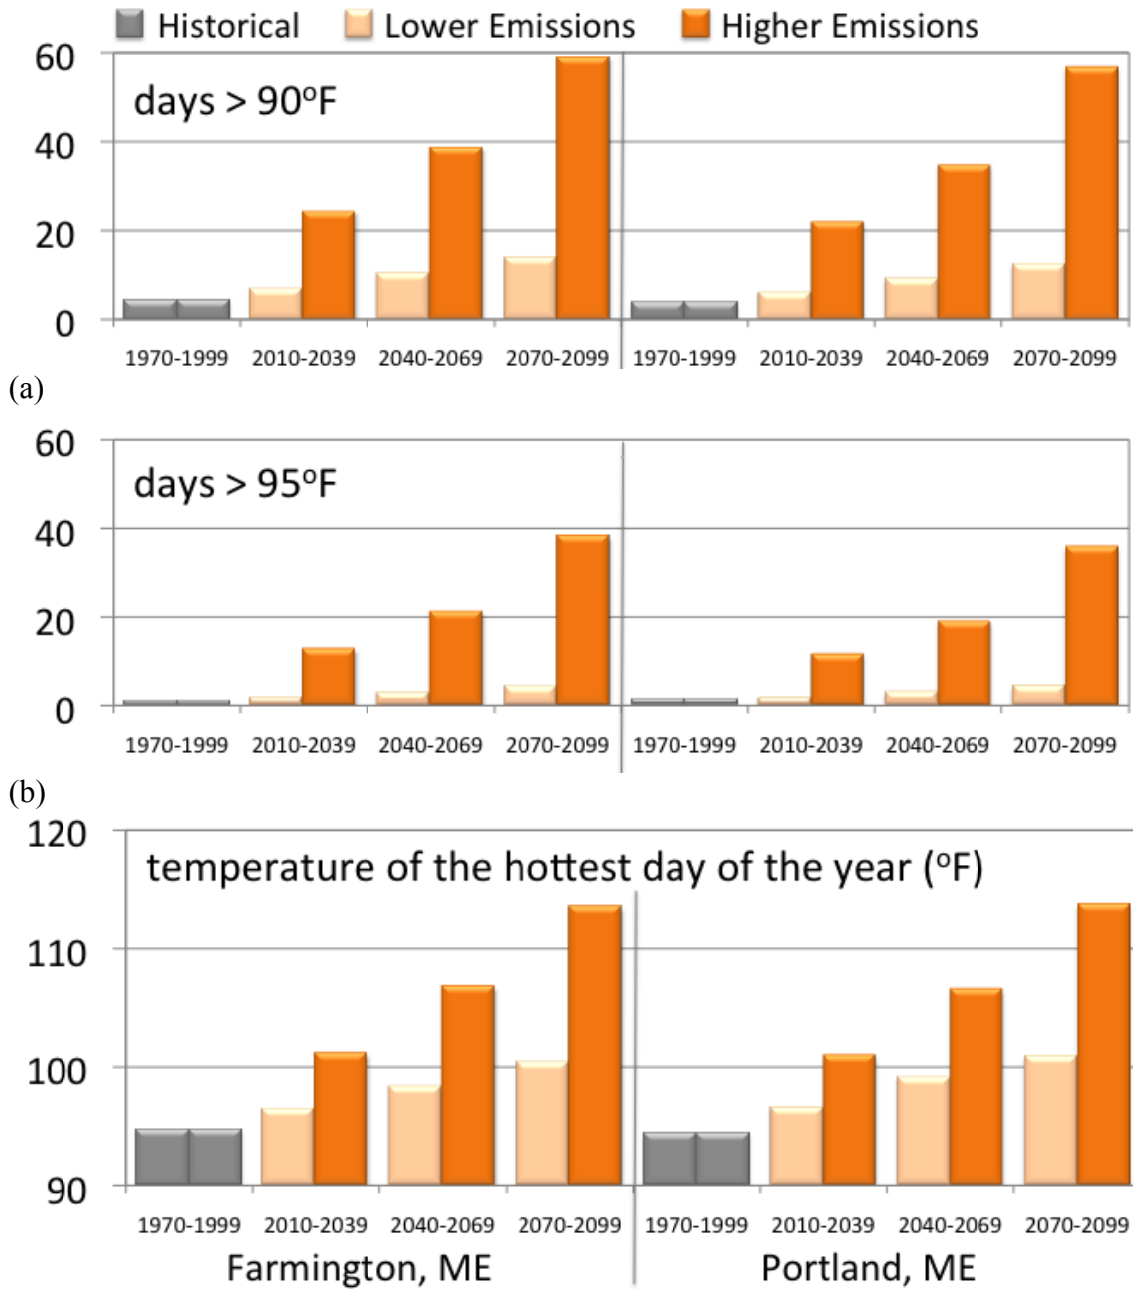 Historical Lower Emissions Higher Emissions
60
days > 90°F
40
20
0
1970-1999 2010-2039 2040-2069 2070-2099 1970-1999 2010-2039 2040-2069 2070-2099
(a)
60
days > 95°F
40
20
0
1970-1999 2010-2039 2040-2069 2070-2099 1970-1999 2010-2039 2040-2069 2070-2099
(b)
120
temperature of the hottest day of the year (°F)
110
100
90
1970-1999 2010-2039 2040-2069 2070-2099 1970-1999 2010-2039 2040-2069 2070-2099
Farmington, ME Portland, ME